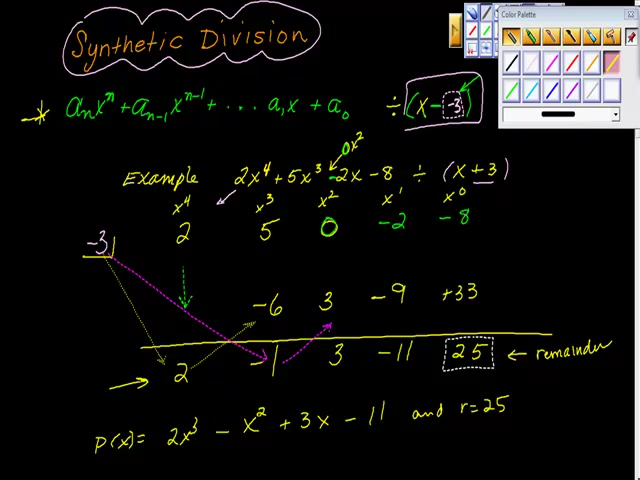 Color Palette
Synthetic Division
aₙxⁿ + aₙ₋₁xⁿ⁻¹ + ... a₁x + a₀ ÷ (x - -3)
0x²
Example 2x⁴ + 5x³ - 2x - 8 ÷ (x + 3)
x⁴ x³ x² x¹ x⁰
2 5 0 -2 -8
-3
-6 3 -9 +33
2 -1 3 -11 25 ← remainder
P(x) = 2x³ - x² + 3x - 11 and r = 25